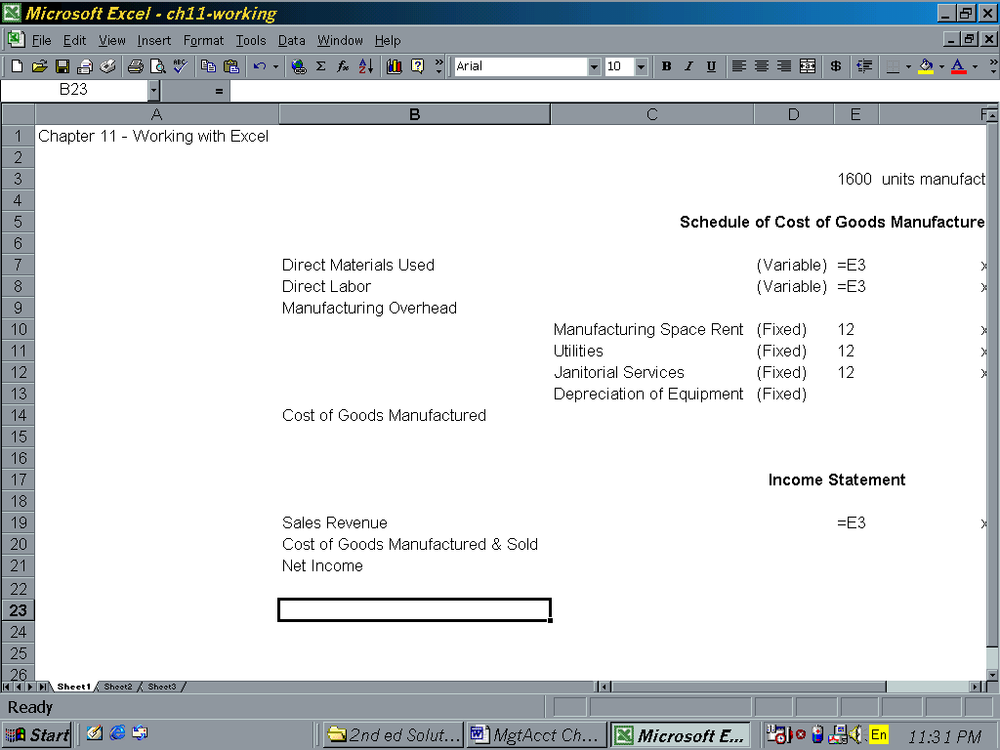 Microsoft Excel - ch11-working
File Edit View Insert Format Tools Data Window Help
Arial 10 B I U $
B23 =
A B C D E F
1 Chapter 11 - Working with Excel
2
3 1600 units manufact
4
5 Schedule of Cost of Goods Manufacture
6
7 Direct Materials Used (Variable) =E3 x
8 Direct Labor (Variable) =E3 x
9 Manufacturing Overhead
10 Manufacturing Space Rent (Fixed) 12 x
11 Utilities (Fixed) 12 x
12 Janitorial Services (Fixed) 12 x
13 Depreciation of Equipment (Fixed)
14 Cost of Goods Manufactured
15
16
17 Income Statement
18
19 Sales Revenue =E3 x
20 Cost of Goods Manufactured & Sold
21 Net Income
22
23
24
25
26
Sheet1 Sheet2 Sheet3
Ready
Start 2nd ed Solut... MgtAcct Ch... Microsoft E... En 11:31 PM